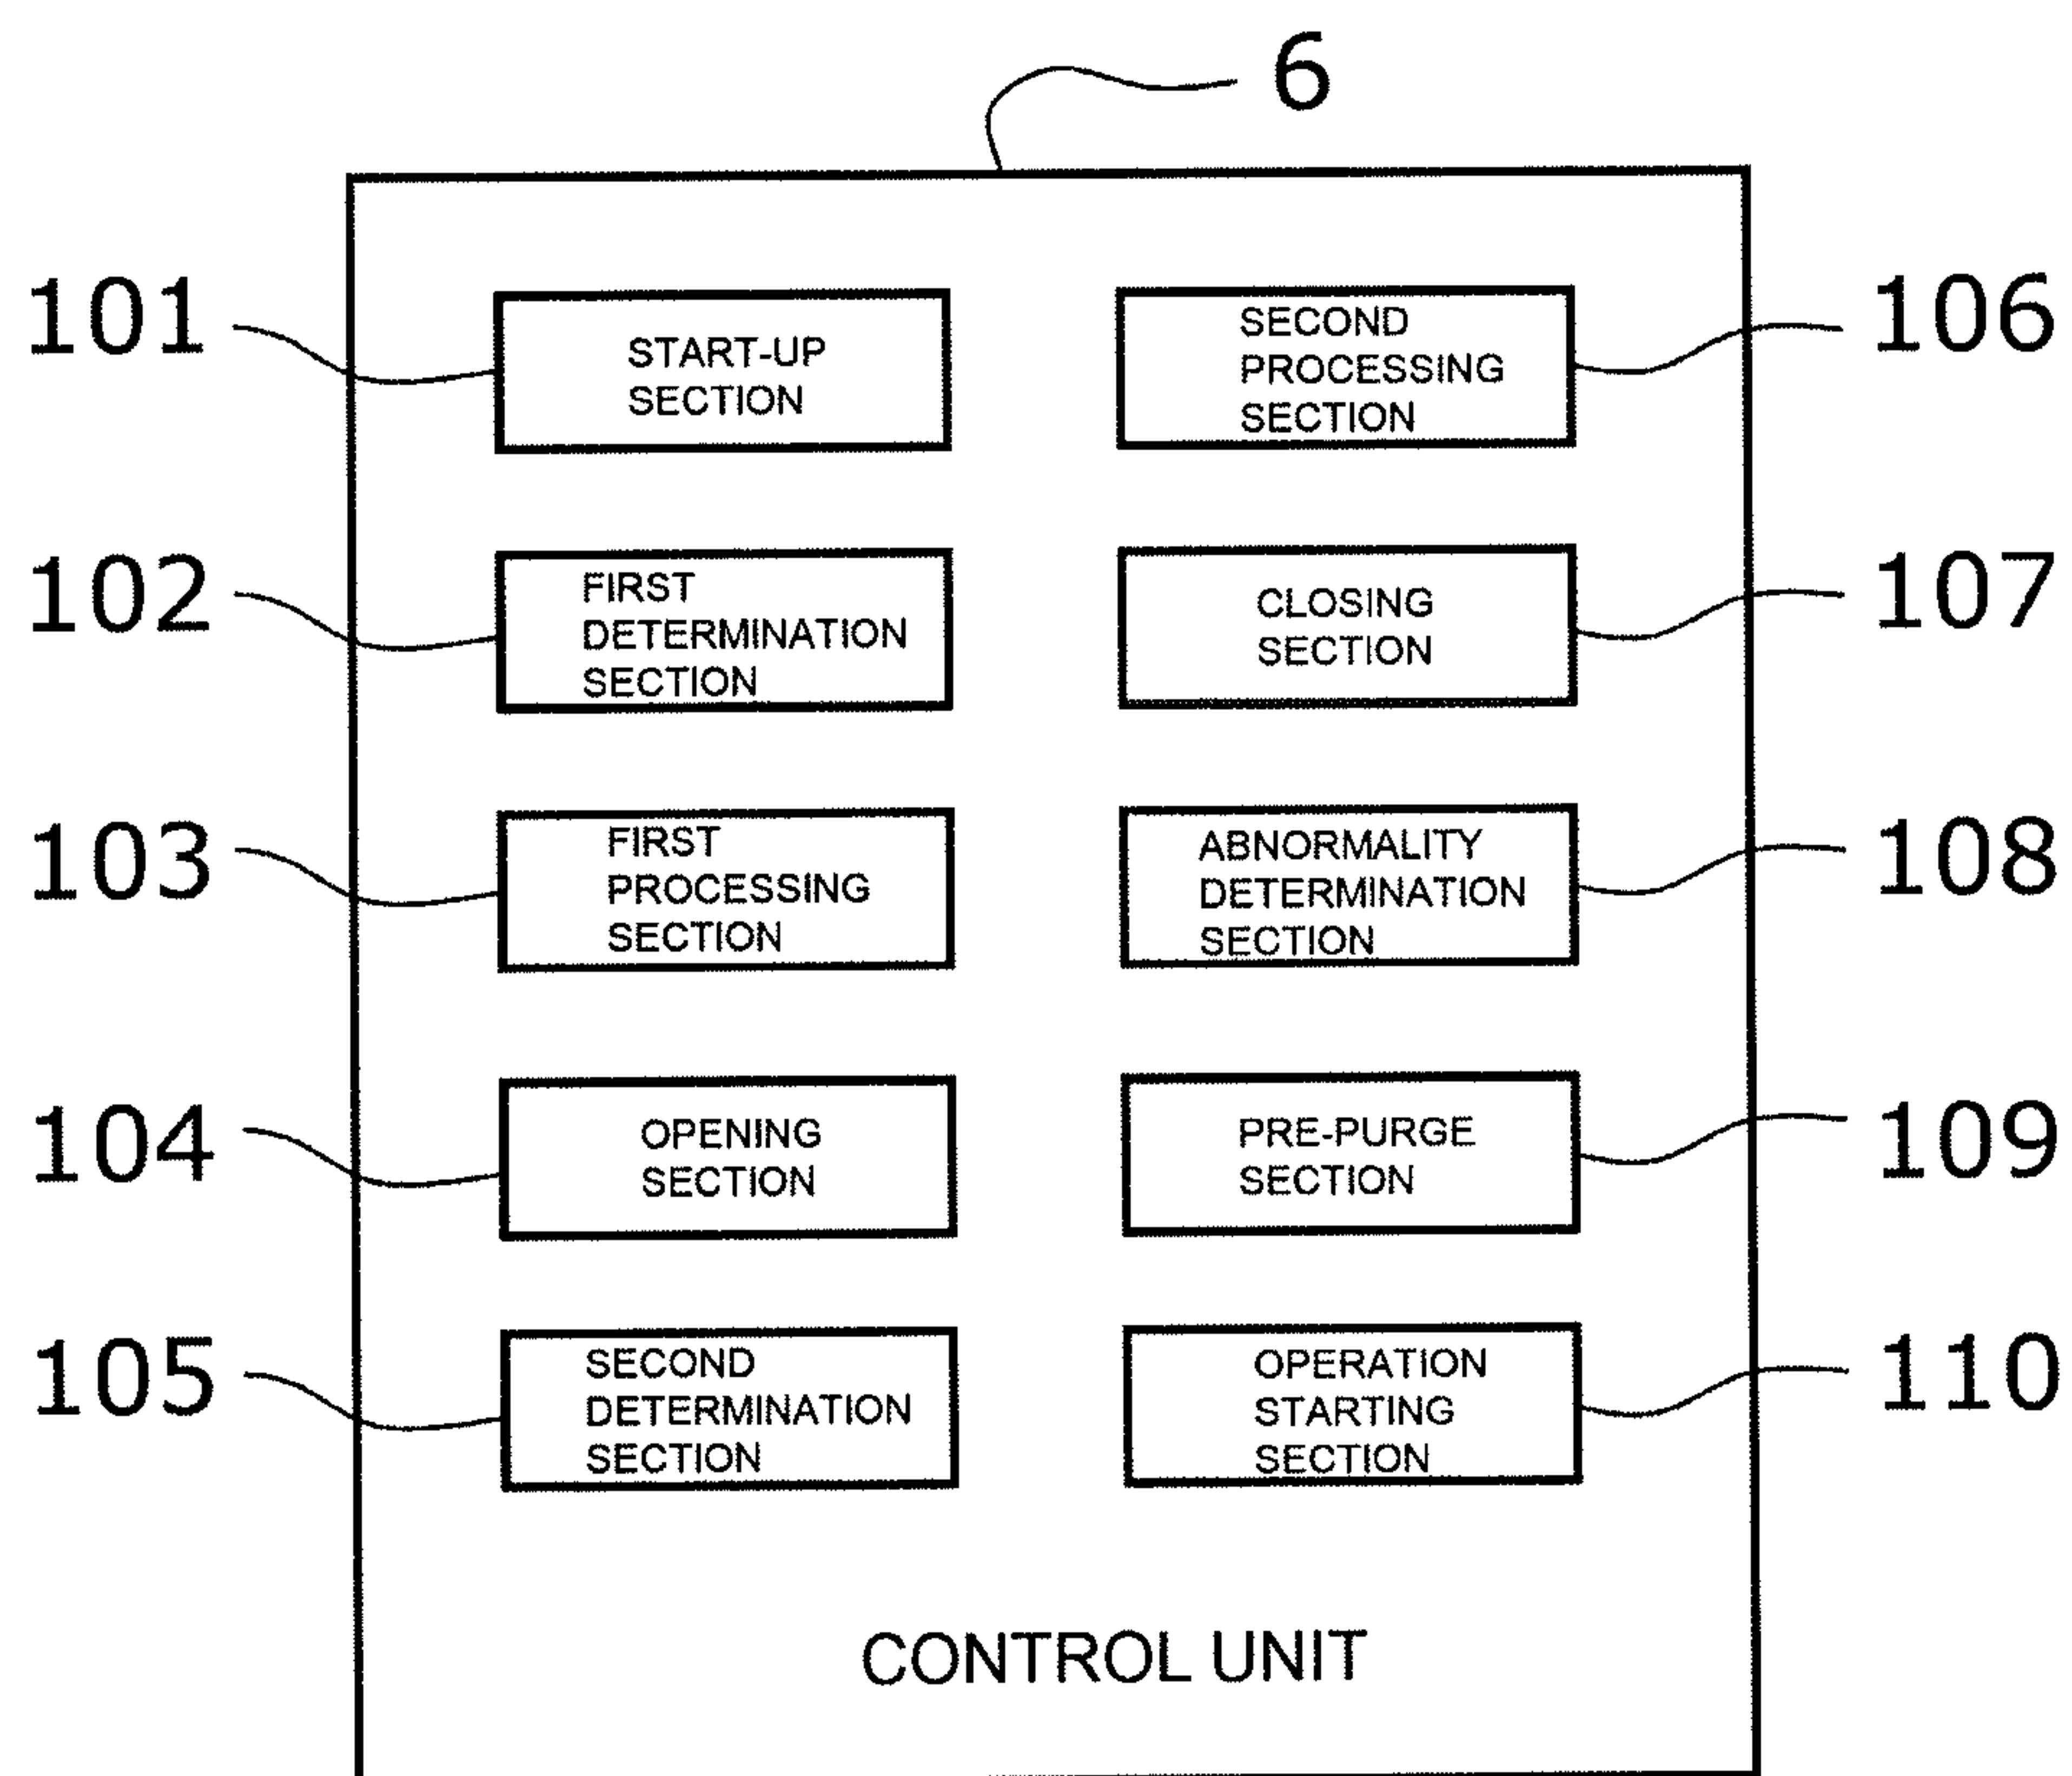 6
101
START-UP
SECTION
102
FIRST
DETERMINATION
SECTION
103
FIRST
PROCESSING
SECTION
104
OPENING
SECTION
105
SECOND
DETERMINATION
SECTION
SECOND
PROCESSING
SECTION
106
CLOSING
SECTION
107
ABNORMALITY
DETERMINATION
SECTION
108
PRE-PURGE
SECTION
109
OPERATION
STARTING
SECTION
110
CONTROL UNIT